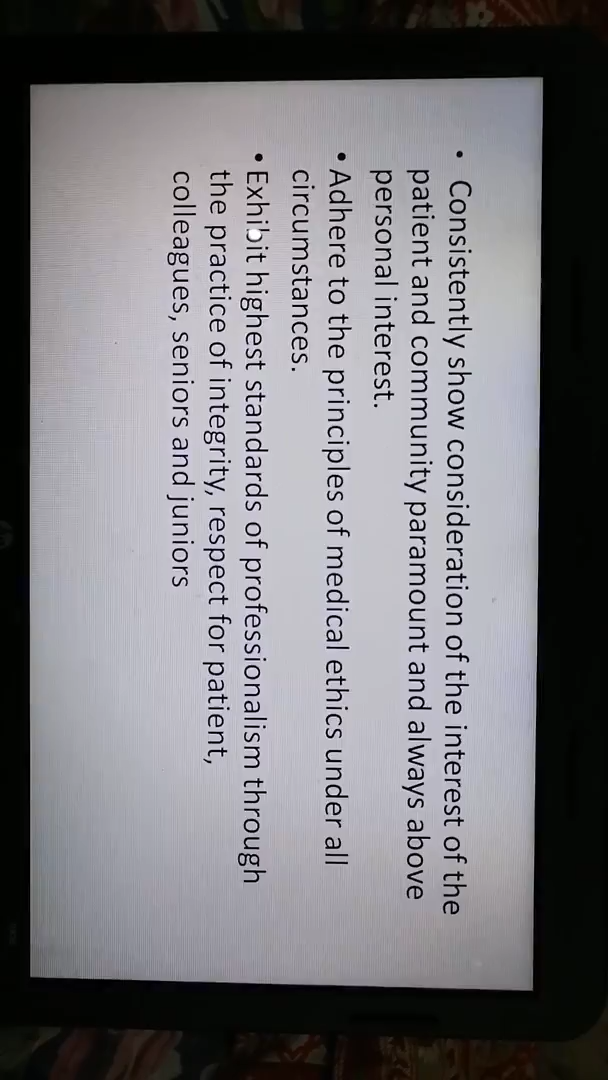 • Consistently show consideration of the interest of the
patient and community paramount and always above
personal interest.
• Adhere to the principles of medical ethics under all
circumstances.
• Exhibit highest standards of professionalism through
the practice of integrity, respect for patient,
colleagues, seniors and juniors